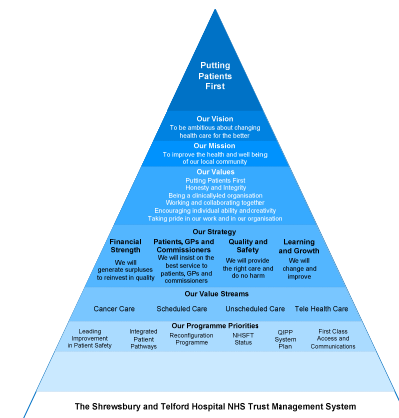 Putting
Patients
First
Our Vision
To be ambitious about changing
health care for the better
Our Mission
To improve the health and well being
of our local community
Our Values
Putting Patients First
Honesty and Integrity
Being a clinically-led organisation
Working and collaborating together
Encouraging individual ability and creativity
Taking pride in our work and in our organisation
Our Strategy
Financial
Strength
We will
generate surpluses
to reinvest in quality
Patients, GPs and
Commissioners
We will insist on the
best service to
patients, GPs and
commissioners
Quality and
Safety
We will provide
the right care and
do no harm
Learning
and Growth
We will
change and
improve
Our Value Streams
Cancer Care Scheduled Care Unscheduled Care Tele Health Care
Our Programme Priorities
Leading
Improvement
in Patient Safety
Integrated
Patient
Pathways
Reconfiguration
Programme
NHSFT
Status
QIPP
System
Plan
First Class
Access and
Communications
The Shrewsbury and Telford Hospital NHS Trust Management System